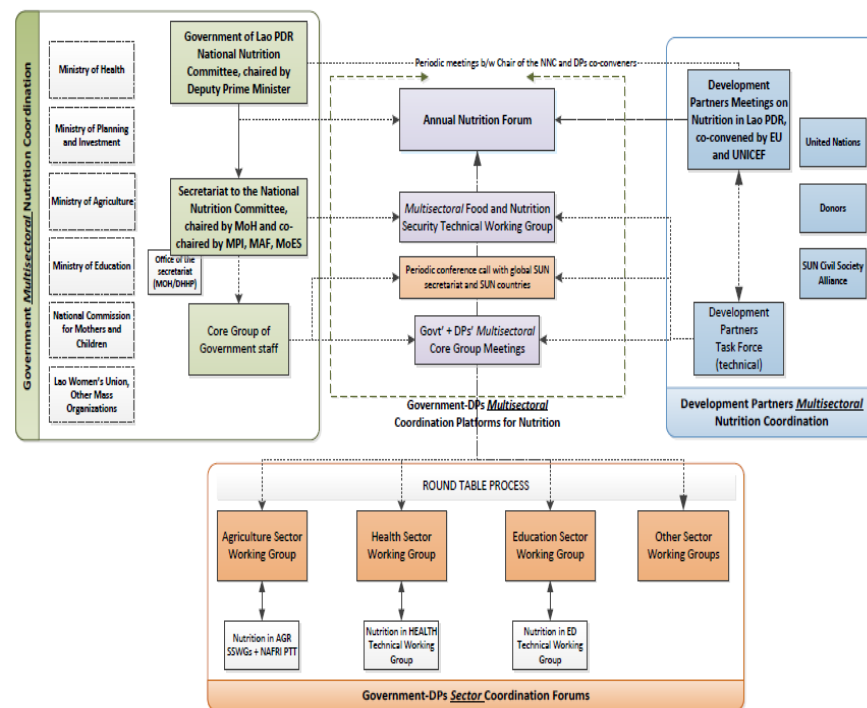 Government Multisectoral Nutrition Coordination
Ministry of Health
Ministry of Planning
and Investment
Ministry of Agriculture
Ministry of Education
National Commission
for Mothers and
Children
Lao Women's Union,
Other Mass
Organizations
Government of Lao PDR
National Nutrition
Committee, chaired by
Deputy Prime Minister
Secretariat to the National
Nutrition Committee,
chaired by MoH and co-
chaired by MPI, MAF, MoES
Office of the
secretariat
(MOH/DHHP)
Core Group of
Government staff
Periodic meetings b/w Chair of the NNC and DPs co-conveners
Annual Nutrition Forum
Multisectoral Food and Nutrition
Security Technical Working Group
Periodic conference call with global SUN
secretariat and SUN countries
Govt' + DPs' Multisectoral
Core Group Meetings
Government-DPs Multisectoral
Coordination Platforms for Nutrition
Development
Partners Meetings on
Nutrition in Lao PDR,
co-convened by EU
and UNICEF
United Nations
Donors
SUN Civil Society
Alliance
Development
Partners
Task Force
(technical)
Development Partners Multisectoral
Nutrition Coordination
ROUND TABLE PROCESS
Agriculture Sector
Working Group
Health Sector
Working Group
Education Sector
Working Group
Other Sector
Working Groups
Nutrition in AGR
SSWGs + NAFRI PTT
Nutrition in HEALTH
Technical Working
Group
Nutrition in ED
Technical Working
Group
Government-DPs Sector Coordination Forums